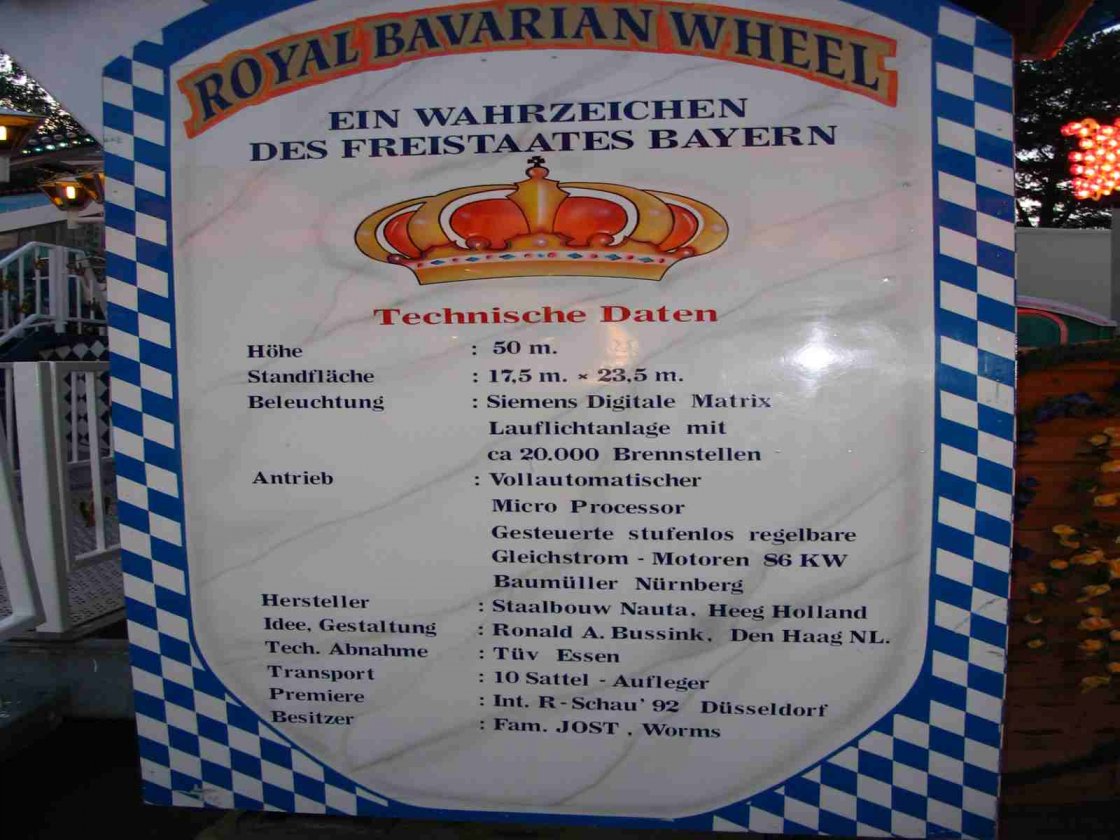 ROYAL BAVARIAN WHEEL
EIN WAHRZEICHEN
DES FREISTAATES BAYERN
Technische Daten
Höhe : 50 m.
Standfläche : 17,5 m. × 23,5 m.
Beleuchtung : Siemens Digitale Matrix
Lauflichtanlage mit
ca 20.000 Brennstellen
Antrieb : Vollautomatischer
Micro Processor
Gesteuerte stufenlos regelbare
Gleichstrom - Motoren 86 KW
Baumüller Nürnberg
Hersteller : Staalbouw Nauta, Heeg Holland
Idee, Gestaltung : Ronald A. Bussink, Den Haag NL.
Tech. Abnahme : Tüv Essen
Transport : 10 Sattel - Aufleger
Premiere : Int. R - Schau' 92 Düsseldorf
Besitzer : Fam. JOST , Worms